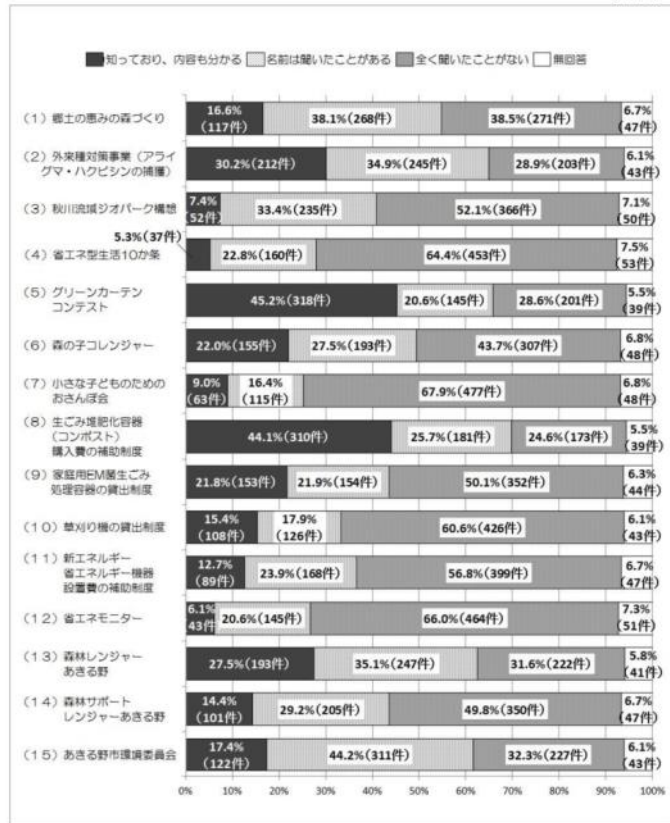 ■知っており、内容も分かる □名前は聞いたことがある ■全く聞いたことがない □無回答
(1)郷土の恵みの森づくり
16.6%
(117件)
38.1%(268件)
38.5%(271件)
6.7%
(47件)
(2)外来種対策事業(アライ
グマ・ハクビシンの捕獲)
30.2%(212件)
34.9%(245件)
28.9%(203件)
6.1%
(43件)
(3)秋川流域ジオパーク構想
7.4%
(52件)
33.4%(235件)
52.1%(366件)
7.1%
(50件)
(4)省エネ型生活10か条
5.3%(37件)
22.8%(160件)
64.4%(453件)
7.5%
(53件)
(5)グリーンカーテン
コンテスト
45.2%(318件)
20.6%(145件)
28.6%(201件)
5.5%
(39件)
(6)森の子コレンジャー
22.0%(155件)
27.5%(193件)
43.7%(307件)
6.8%
(48件)
(7)小さな子どものための
おさんぽ会
9.0%
(63件)
16.4%
(115件)
67.9%(477件)
6.8%
(48件)
(8)生ごみ堆肥化容器
(コンポスト)
購入費の補助制度
44.1%(310件)
25.7%(181件)
24.6%(173件)
5.5%
(39件)
(9)家庭用EM菌生ごみ
処理容器の貸出制度
21.8%(153件)
21.9%(154件)
50.1%(352件)
6.3%
(44件)
(10)草刈り機の貸出制度
15.4%
(108件)
17.9%
(126件)
60.6%(426件)
6.1%
(43件)
(11)新エネルギー
省エネルギー機器
設置費の補助制度
12.7%
(89件)
23.9%(168件)
56.8%(399件)
6.7%
(47件)
(12)省エネモニター
6.1%
43件
20.6%(145件)
66.0%(464件)
7.3%
(51件)
(13)森林レンジャー
あきる野
27.5%(193件)
35.1%(247件)
31.6%(222件)
5.8%
(41件)
(14)森林サポート
レンジャーあきる野
14.4%
(101件)
29.2%(205件)
49.8%(350件)
6.7%
(47件)
(15)あきる野市環境委員会
17.4%
(122件)
44.2%(311件)
32.3%(227件)
6.1%
(43件)
0% 10% 20% 30% 40% 50% 60% 70% 80% 90% 100%